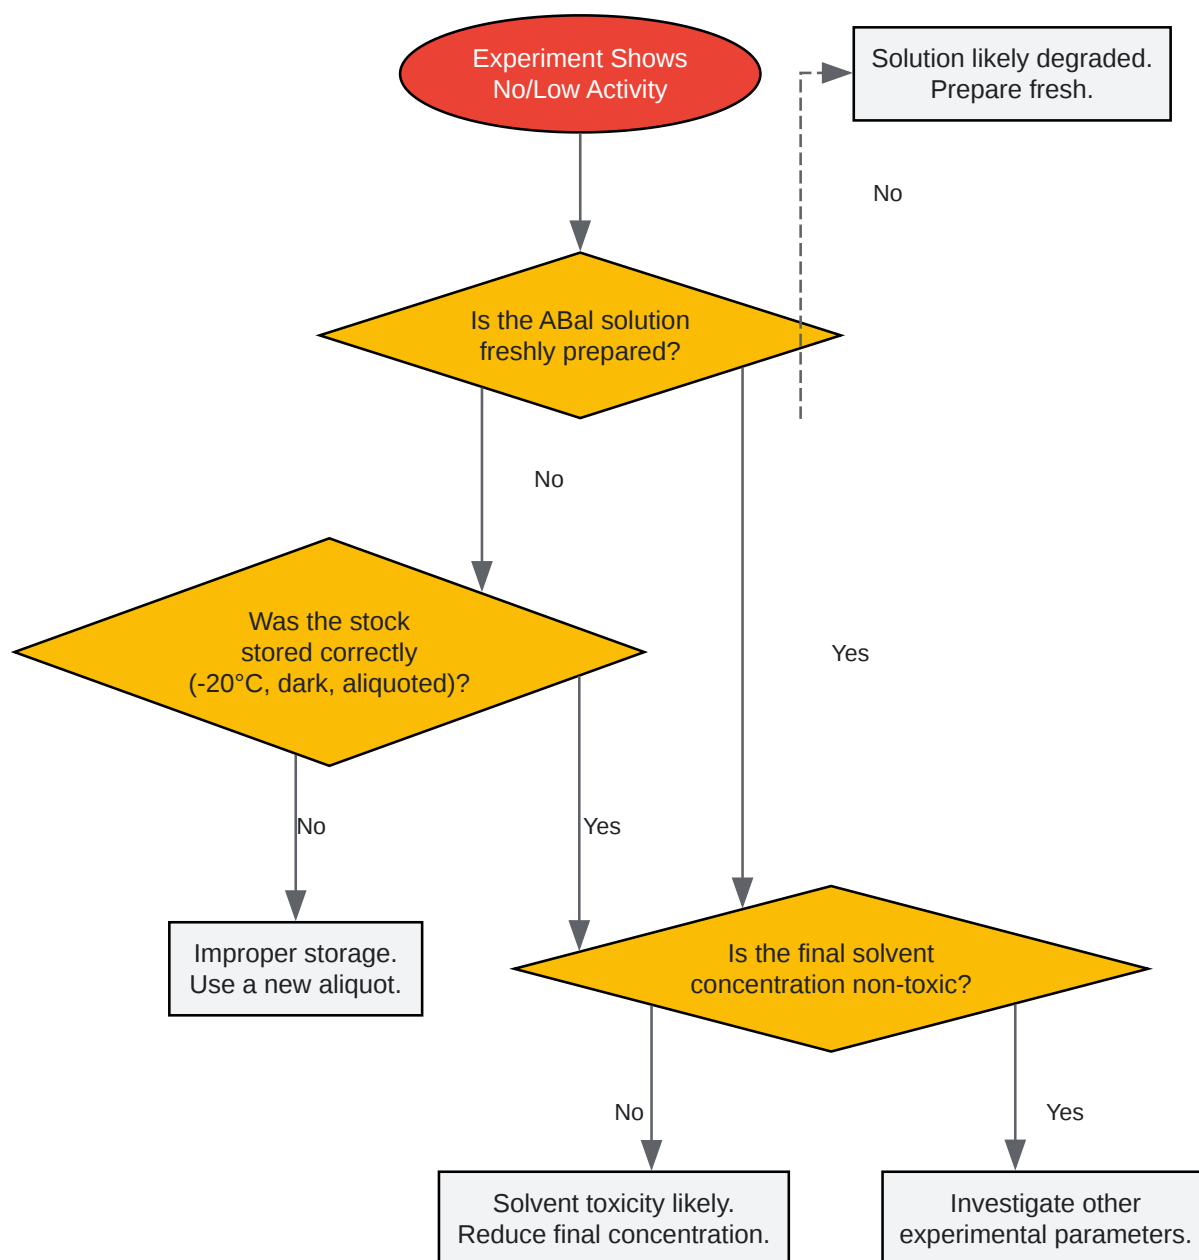 Experiment Shows
No/Low Activity
Solution likely degraded.
Prepare fresh.
No
Is the ABal solution
freshly prepared?
No
Was the stock
stored correctly
(-20°C, dark, aliquoted)?
Yes
No
Yes
Improper storage.
Use a new aliquot.
Is the final solvent
concentration non-toxic?
No
Yes
Solvent toxicity likely.
Reduce final concentration.
Investigate other
experimental parameters.